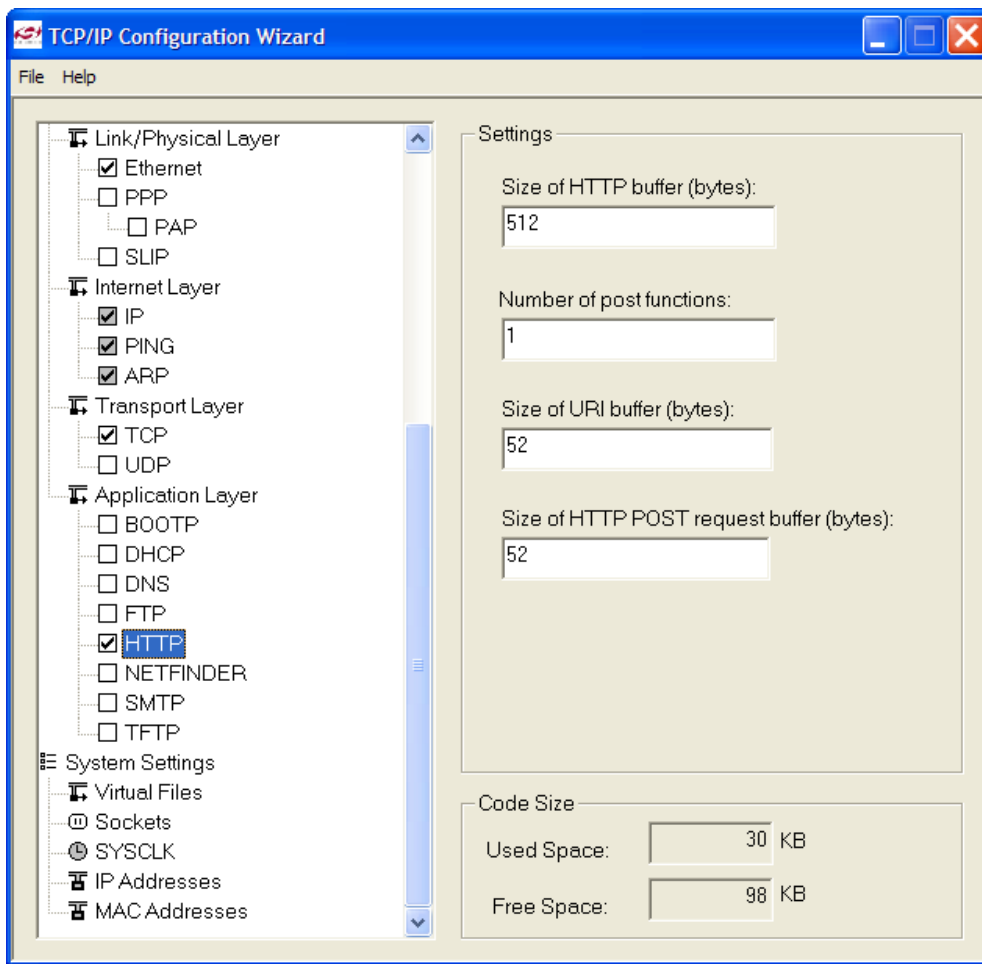 TCP/IP Configuration Wizard
File Help
Link/Physical Layer
Ethernet
PPP
PAP
SLIP
Internet Layer
IP
PING
ARP
Transport Layer
TCP
UDP
Application Layer
BOOTP
DHCP
DNS
FTP
HTTP
NETFINDER
SMTP
TFTP
System Settings
Virtual Files
Sockets
SYSCLK
IP Addresses
MAC Addresses
Settings
Size of HTTP buffer (bytes):
512
Number of post functions:
1
Size of URI buffer (bytes):
52
Size of HTTP POST request buffer (bytes):
52
Code Size
Used Space: 30 KB
Free Space: 98 KB